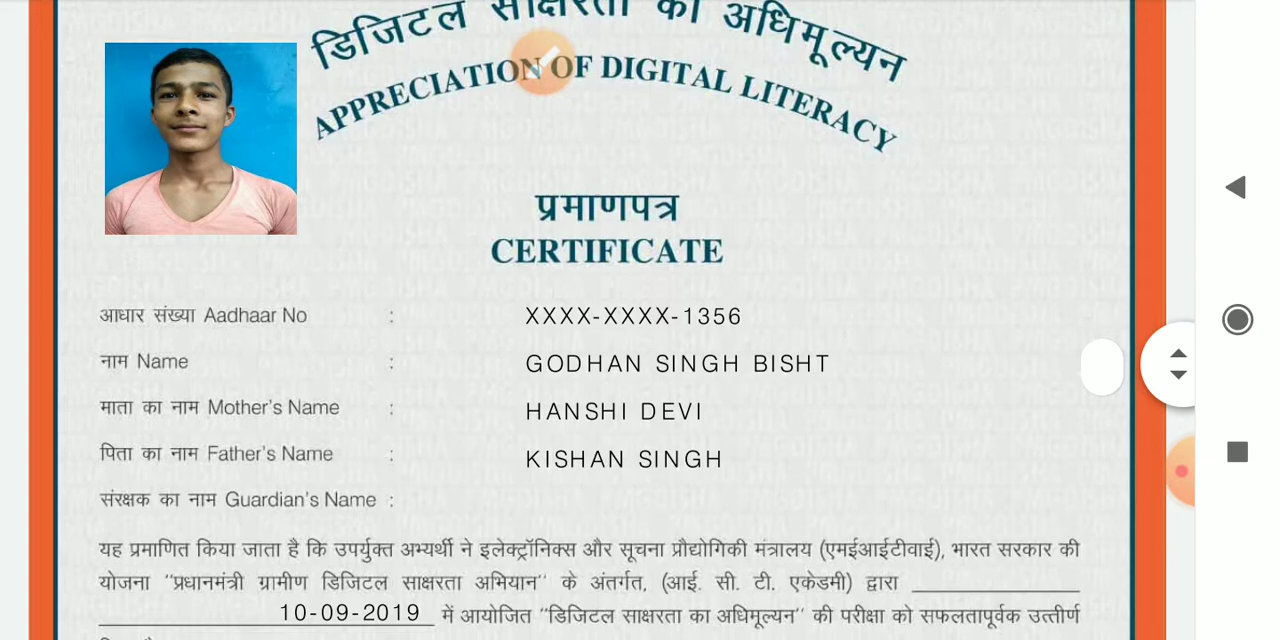 डिजिटल साक्षरता का अधिमूल्यन
APPRECIATION OF DIGITAL LITERACY
प्रमाणपत्र
CERTIFICATE
आधार संख्या Aadhaar No : XXXX-XXXX-1356
नाम Name : GODHAN SINGH BISHT
माता का नाम Mother's Name : HANSHI DEVI
पिता का नाम Father's Name : KISHAN SINGH
संरक्षक का नाम Guardian's Name :
यह प्रमाणित किया जाता है कि उपर्युक्त अभ्यर्थी ने इलेक्ट्रॉनिक्स और सूचना प्रौद्योगिकी मंत्रालय (एमईआईटीवाई), भारत सरकार की
योजना "प्रधानमंत्री ग्रामीण डिजिटल साक्षरता अभियान" के अंतर्गत, (आई. सी. टी. एकेडमी) द्वारा
10-09-2019 में आयोजित "डिजिटल साक्षरता का अधिमूल्यन" की परीक्षा को सफलतापूर्वक उत्तीर्ण